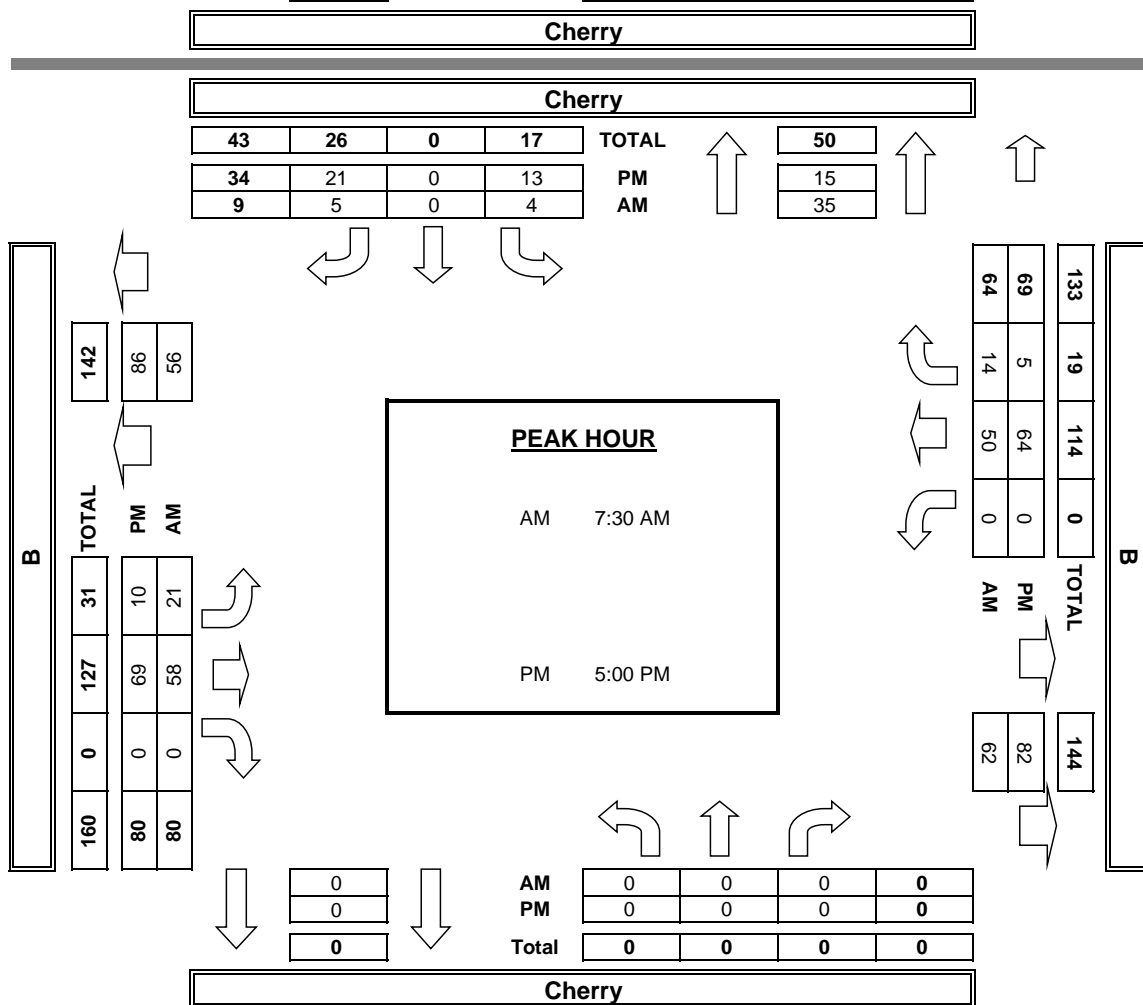 Cherry
Cherry
43 26 0 17 TOTAL 50
34 21 0 13 PM 15
9 5 0 4 AM 35
142 86 56
TOTAL PM AM
31 10 21
127 69 58
0 0 0
160 80 80
B
PEAK HOUR
AM 7:30 AM
PM 5:00 PM
64 69 133
14 5 19
50 64 114
0 0 0
AM PM TOTAL
62 82 144
B
0 AM 0 0 0 0
0 PM 0 0 0 0
0 Total 0 0 0 0
Cherry